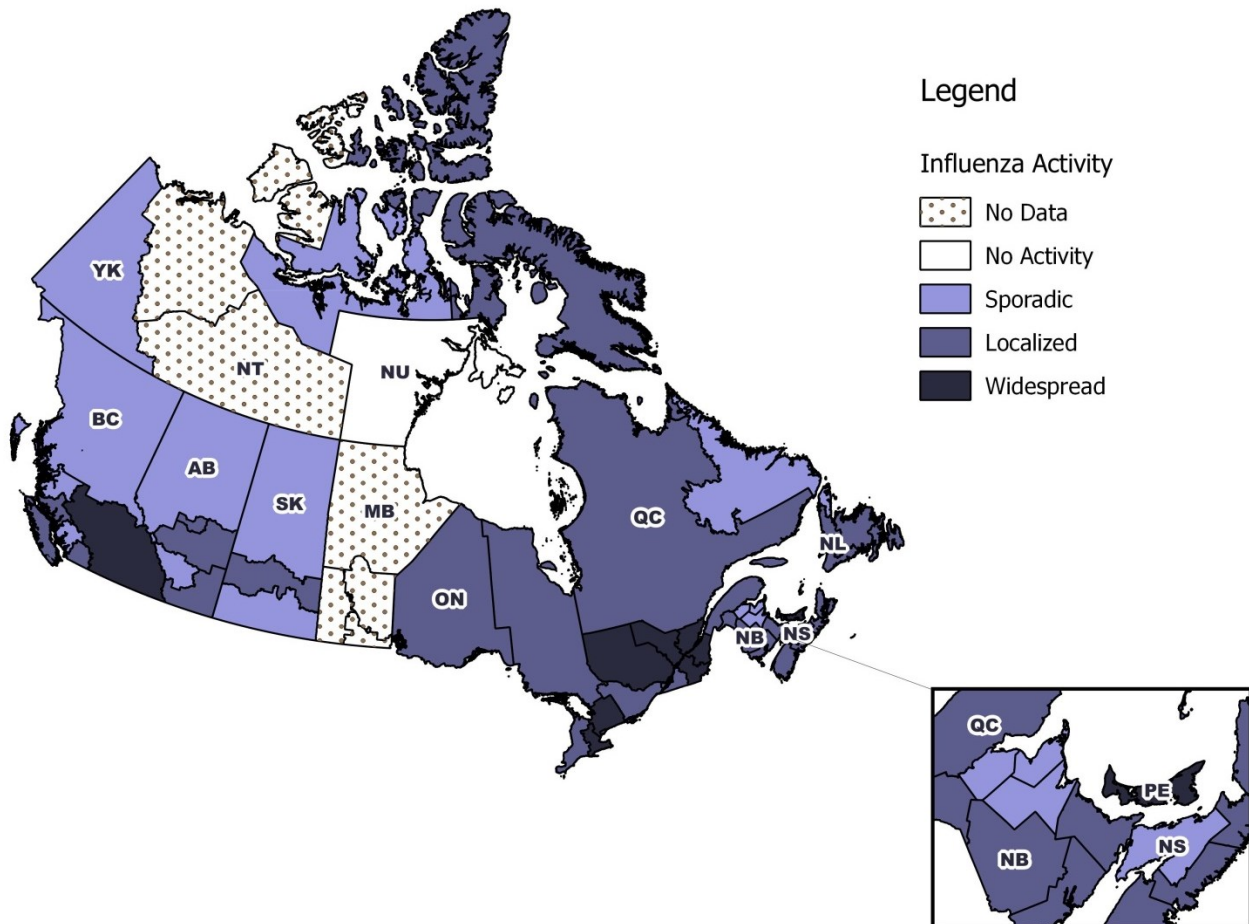 Legend
Influenza Activity
No Data
No Activity
Sporadic
Localized
Widespread
YK
NT
NU
BC
AB
SK
MB
QC
NL
ON
NB
NS
QC
PE
NS
NB